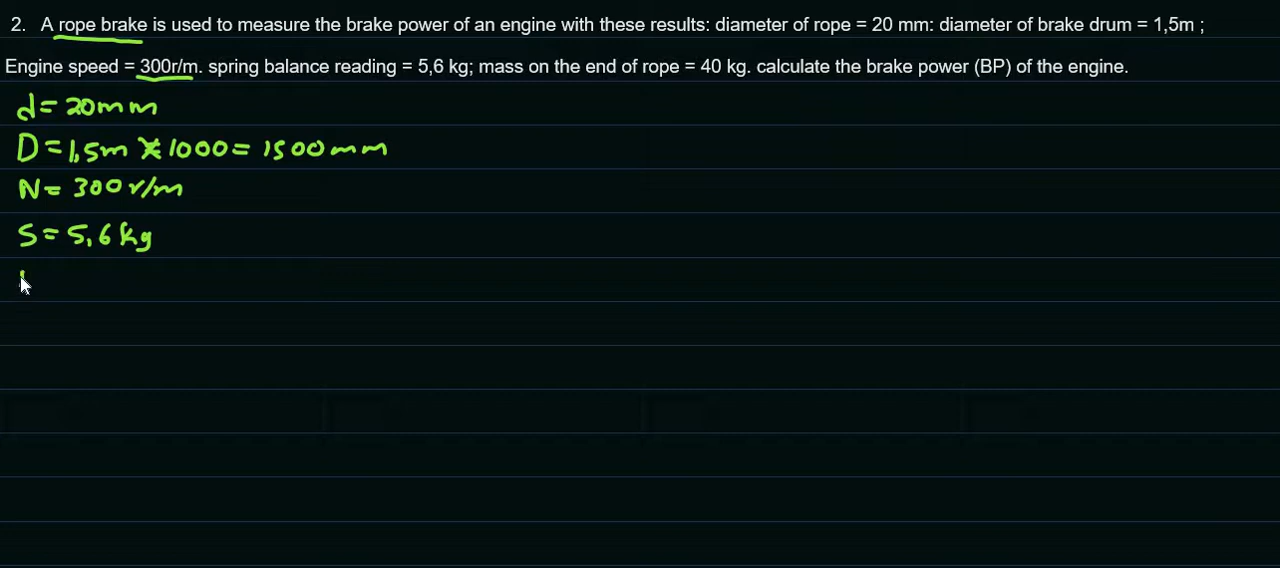 2. A rope brake is used to measure the brake power of an engine with these results: diameter of rope = 20 mm: diameter of brake drum = 1,5m ;
Engine speed = 300r/m. spring balance reading = 5,6 kg; mass on the end of rope = 40 kg. calculate the brake power (BP) of the engine.
d = 20mm
D = 1,5m × 1000 = 1500mm
N = 300 r/m
S = 5,6 kg